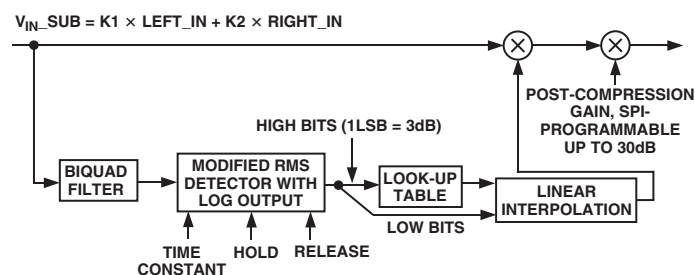 VIN_SUB = K1 × LEFT_IN + K2 × RIGHT_IN
POST-COMPRESSION
GAIN, SPI-
PROGRAMMABLE
UP TO 30dB
HIGH BITS (1LSB = 3dB)
BIQUAD
FILTER
MODIFIED RMS
DETECTOR WITH
LOG OUTPUT
LOOK-UP
TABLE
LINEAR
INTERPOLATION
LOW BITS
TIME
CONSTANT
HOLD
RELEASE